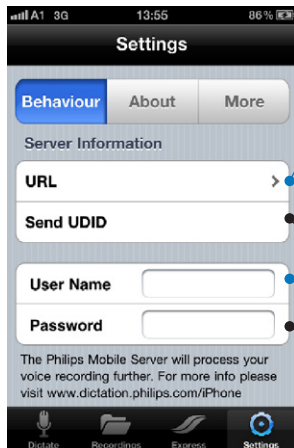 A1 3G 13:55 86%
Settings
Behaviour About More
Server Information
URL
Send UDID
User Name
Password
The Philips Mobile Server will process your
voice recording further. For more info please
visit www.dictation.philips.com/iPhone
Dictate Recordings Express Settings